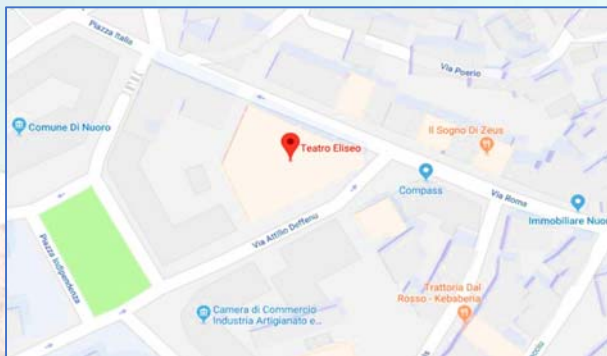 Piazza Italia
Via Poerio
Comune Di Nuoro
Il Sogno Di Zeus
Teatro Eliseo
Compass
Via Roma
Immobiliare Nuor
Via Attilio Deffenu
Piazza Indipendenza
Trattoria Dal
Rosso - Kebaberia
Camera di Commercio
Industria Artigianato e...